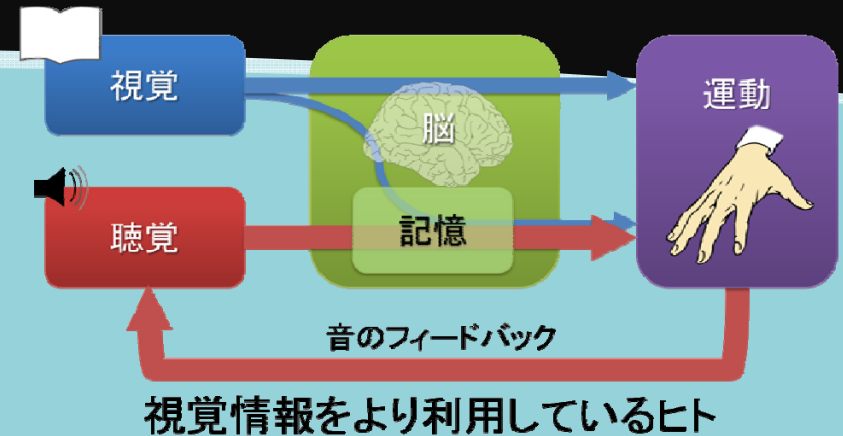 視覚
脳
運動
聴覚
記憶
音のフィードバック
視覚情報をより利用しているヒト